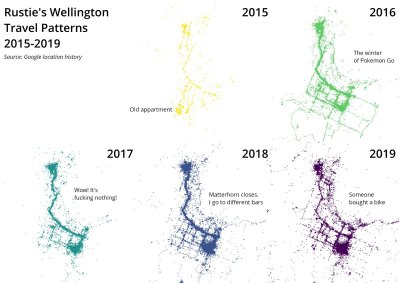 Rustie's Wellington
Travel Patterns
2015-2019
Source: Google location history
2015
Old appartment
2016
The winter
of Pokemon Go
2017
Wow! It's
fucking nothing!
2018
Matterhorn closes,
I go to different bars
2019
Someone
bought a bike